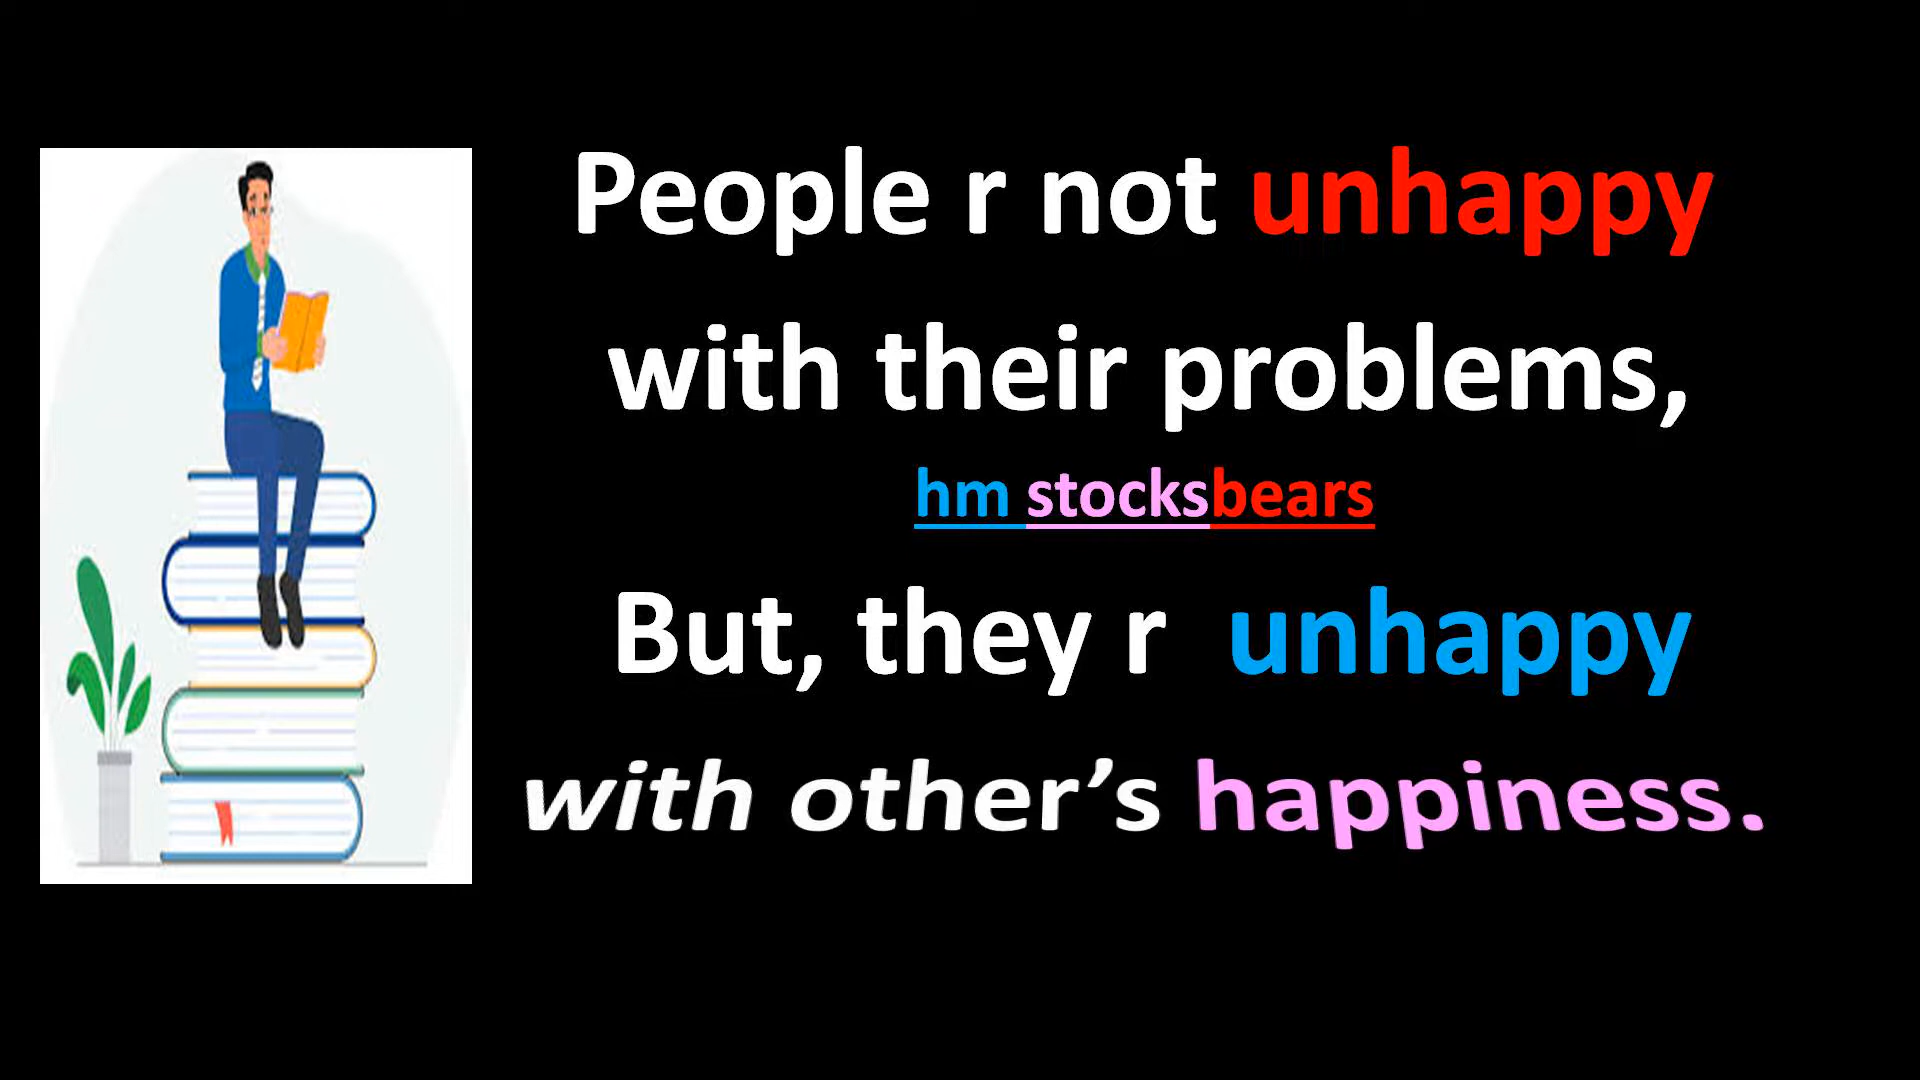 People r not unhappy
with their problems,
hm stocksbears
But, they r unhappy
with other’s happiness.